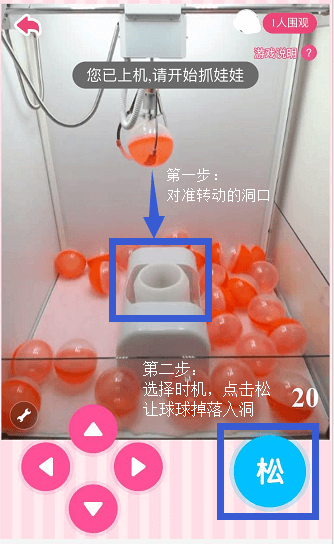 1人围观
游戏说明 ?
您已上机,请开始抓娃娃
第一步：
对准转动的洞口
第二步：
选择时机，点击松
让球球掉落入洞
20
松